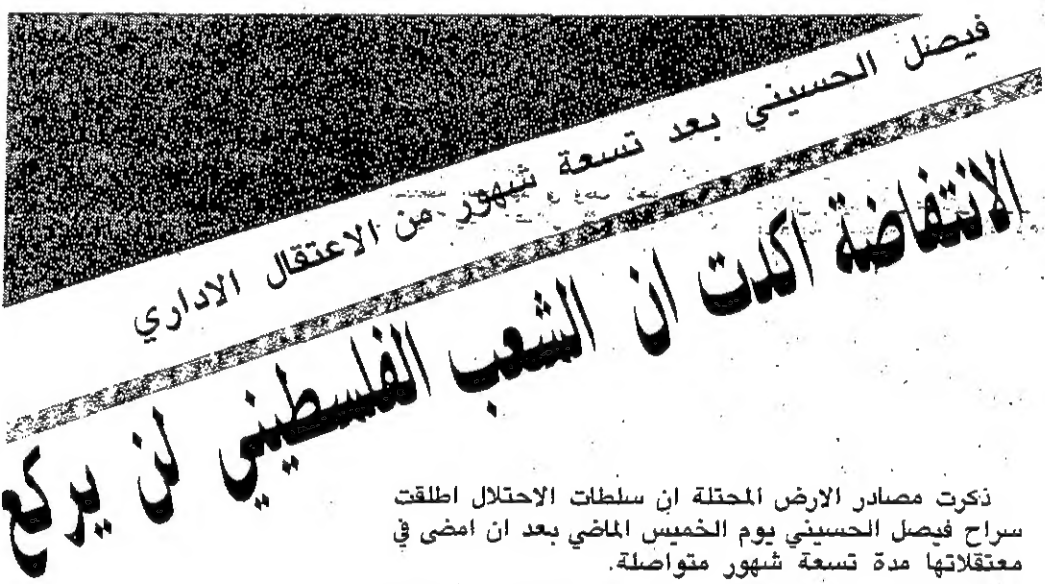 فيصل الحسيني بعد تسعة شهور من الاعتقال الاداري
الانتفاضة اكدت ان الشعب الفلسطيني لن يركع
ذكرت مصادر الارض المحتلة ان سلطات الاحتلال اطلقت
سراح فيصل الحسيني يوم الخميس الماضي بعد ان امضى في
معتقلاتها مدة تسعة شهور متواصلة.